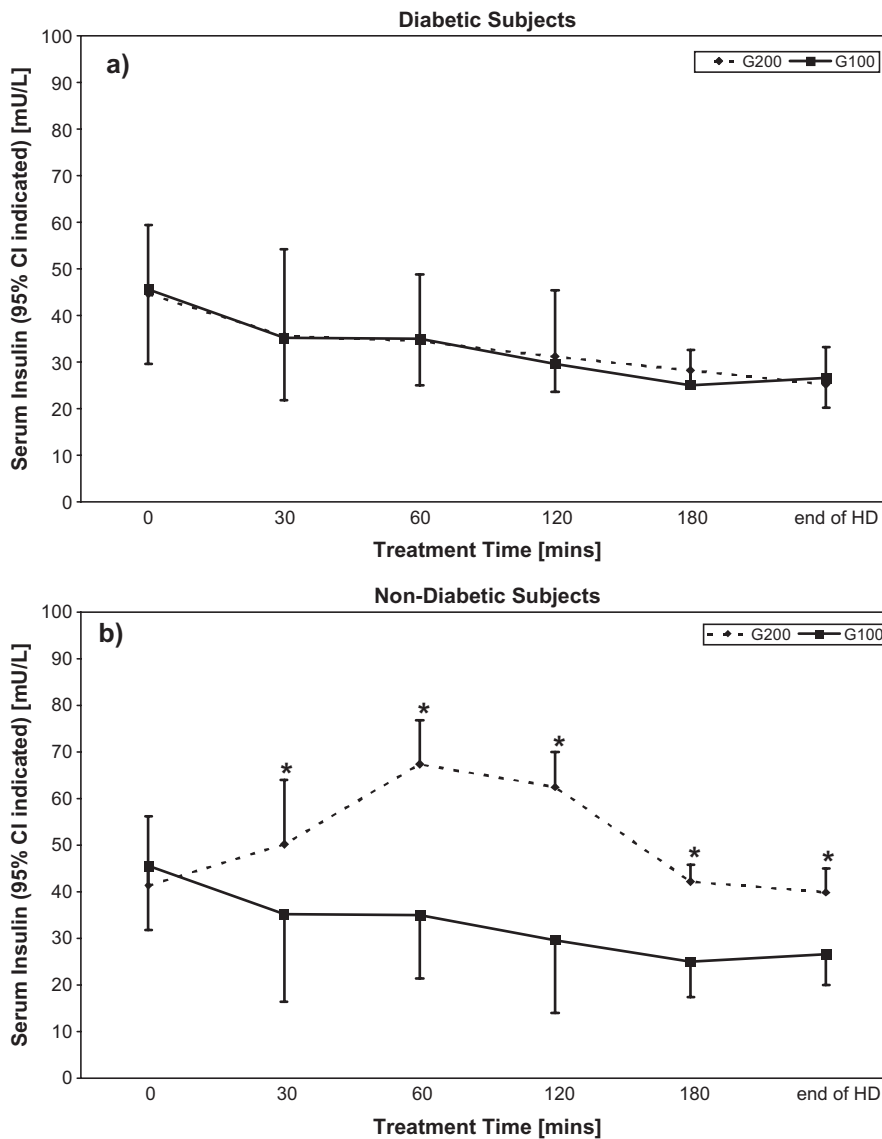 Diabetic Subjects
a)
G200 G100
Serum Insulin (95% CI indicated) [mU/L]
100
90
80
70
60
50
40
30
20
10
0
0 30 60 120 180 end of HD
Treatment Time [mins]
Non-Diabetic Subjects
b)
G200 G100
Serum Insulin (95% CI indicated) [mU/L]
100
90
80
70
60
50
40
30
20
10
0
* * * * * *
0 30 60 120 180 end of HD
Treatment Time [mins]